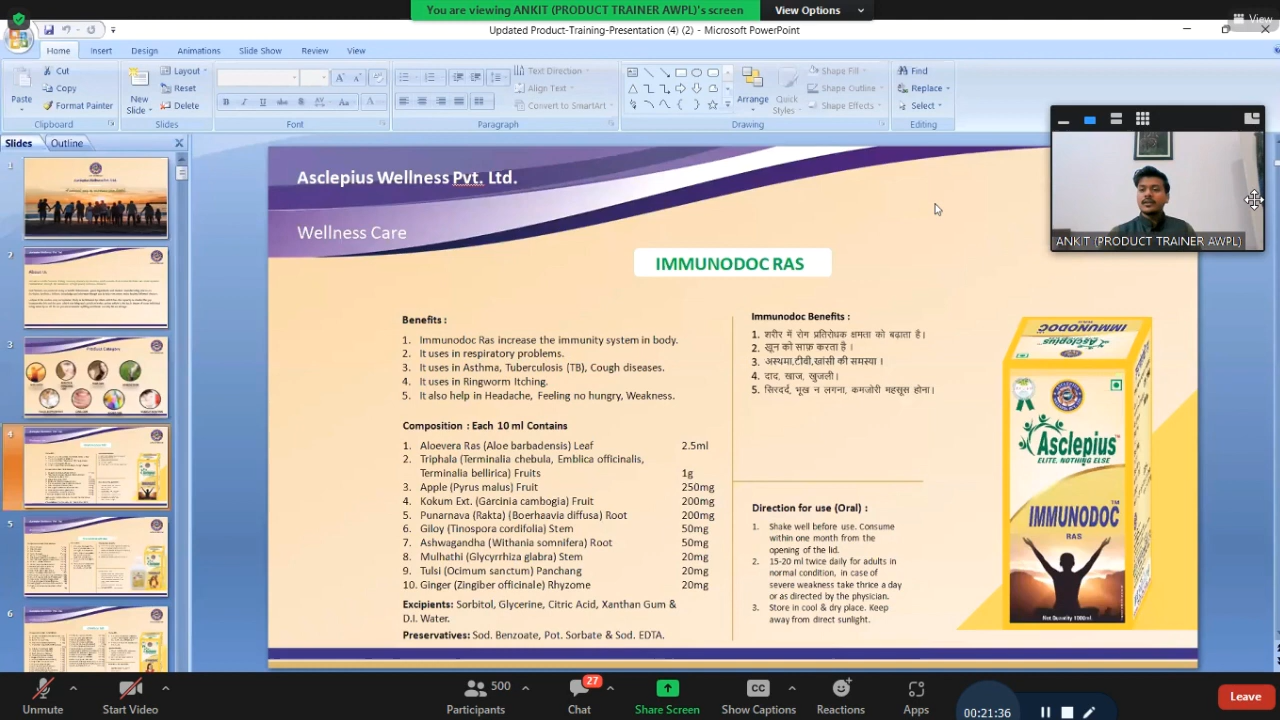 You are viewing ANKIT (PRODUCT TRAINER AWPL)'s screen
View Options
View
Updated Product-Training-Presentation (4) (2) - Microsoft PowerPoint
Home Insert Design Animations Slide Show Review View
Paste
Cut
Copy
Format Painter
Clipboard
New
Slide
Layout
Reset
Delete
Slides
Font
Text Direction
Align Text
Convert to SmartArt
Paragraph
Arrange
Quick
Styles
Shape Fill
Shape Outline
Shape Effects
Drawing
Find
Replace
Select
Editing
Slides Outline
1
2
3
4
5
6
Asclepius Wellness Pvt. Ltd.
Wellness Care
IMMUNODOC RAS
Benefits :
1. Immunodoc Ras increase the immunity system in body.
2. It uses in respiratory problems.
3. It uses in Asthma, Tuberculosis (TB), Cough diseases.
4. It uses in Ringworm Itching.
5. It also help in Headache, Feeling no hungry, Weakness.
Composition : Each 10 ml Contains
1. Aloevera Ras (Aloe barbadensis) Leaf 2.5ml
2. Triphala (Terminalia chebula, Emblica officinalis,
Terminalia bellirica) Fruits 1g
3. Apple (Pyrus malus) Fruit 250mg
4. Kokum Ext. (Garcinia cambogia) Fruit 200mg
5. Punarnava (Rakta) (Boerhaavia diffusa) Root 200mg
6. Giloy (Tinospora cordifolia) Stem 50mg
7. Ashwagandha (Withania somnifera) Root 50mg
8. Mulhathi (Glycyrrhiza glabra) Stem 20mg
9. Tulsi (Ocimum sanctum) Panchang 20mg
10. Ginger (Zingiber officinale) Rhyzome 20mg
Excipients: Sorbitol, Glycerine, Citric Acid, Xanthan Gum &
D.I. Water.
Preservatives: Sod. Benzoate, Pot. Sorbate & Sod. EDTA.
Immunodoc Benefits :
1. शरीर में रोग प्रतिरोधक क्षमता को बढ़ाता है।
2. खून को साफ़ करता है ।
3. अस्थमा,टीबी,खांसी की समस्या ।
4. दाद, खाज, खुजली।
5. सिरदर्द, भूख न लगना, कमजोरी महसूस होना।
Direction for use (Oral) :
1. Shake well before use. Consume
within one month from the
opening of the lid.
2. 15-20 ml twice daily for adults in
normal condition, in case of
severe weakness take thrice a day
or as directed by the physician.
3. Store in cool & dry place. Keep
away from direct sunlight.
IMMUNODOC
Asclepius
Asclepius
ELITE, NOTHING ELSE
IMMUNODOC™
RAS
Net Quantity 1000ml
ANKIT (PRODUCT TRAINER AWPL)
Unmute
Start Video
500
Participants
27
Chat
Share Screen
CC
Show Captions
Reactions
Apps
00:21:36
Leave